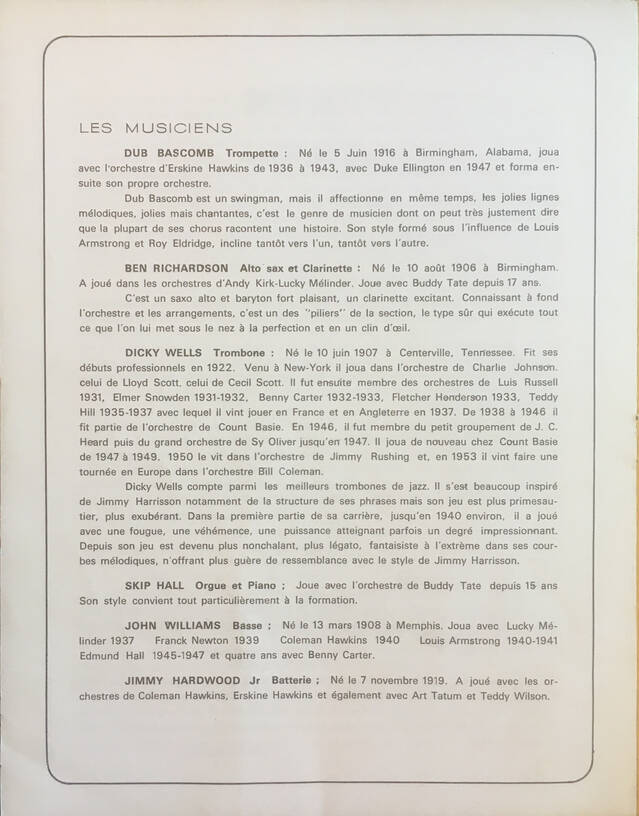 LES MUSICIENS
DUB BASCOMB Trompette : Né le 5 Juin 1916 à Birmingham, Alabama, joua
avec l'orchestre d'Erskine Hawkins de 1936 à 1943, avec Duke Ellington en 1947 et forma en-
suite son propre orchestre.
Dub Bascomb est un swingman, mais il affectionne en même temps, les jolies lignes
mélodiques, jolies mais chantantes, c'est le genre de musicien dont on peut très justement dire
que la plupart de ses chorus racontent une histoire. Son style formé sous l'influence de Louis
Armstrong et Roy Eldridge, incline tantôt vers l'un, tantôt vers l'autre.
BEN RICHARDSON Alto sax et Clarinette : Né le 10 août 1906 à Birmingham.
A joué dans les orchestres d'Andy Kirk-Lucky Mélinder. Joue avec Buddy Tate depuis 17 ans.
C'est un saxo alto et baryton fort plaisant, un clarinette excitant. Connaissant à fond
l'orchestre et les arrangements, c'est un des "piliers" de la section, le type sûr qui exécute tout
ce que l'on lui met sous le nez à la perfection et en un clin d'œil.
DICKY WELLS Trombone : Né le 10 juin 1907 à Centerville, Tennessee. Fit ses
débuts professionnels en 1922. Venu à New-York il joua dans l'orchestre de Charlie Johnson.
celui de Lloyd Scott, celui de Cecil Scott. Il fut ensuite membre des orchestres de Luis Russell
1931, Elmer Snowden 1931-1932, Benny Carter 1932-1933, Fletcher Henderson 1933, Teddy
Hill 1935-1937 avec lequel il vint jouer en France et en Angleterre en 1937. De 1938 à 1946 il
fit partie de l'orchestre de Count Basie. En 1946, il fut membre du petit groupement de J. C.
Heard puis du grand orchestre de Sy Oliver jusqu'en 1947. Il joua de nouveau chez Count Basie
de 1947 à 1949. 1950 le vit dans l'orchestre de Jimmy Rushing et, en 1953 il vint faire une
tournée en Europe dans l'orchestre Bill Coleman.
Dicky Wells compte parmi les meilleurs trombones de jazz. Il s'est beaucoup inspiré
de Jimmy Harrisson notamment de la structure de ses phrases mais son jeu est plus primesau-
tier, plus exubérant. Dans la première partie de sa carrière, jusqu'en 1940 environ, il a joué
avec une fougue, une véhémence, une puissance atteignant parfois un degré impressionnant.
Depuis son jeu est devenu plus nonchalant, plus légato, fantaisiste à l'extrème dans ses cour-
bes mélodiques, n'offrant plus guère de ressemblance avec le style de Jimmy Harrisson.
SKIP HALL Orgue et Piano ; Joue avec l'orchestre de Buddy Tate depuis 15 ans
Son style convient tout particulièrement à la formation.
JOHN WILLIAMS Basse ; Né le 13 mars 1908 à Memphis. Joua avec Lucky Mé-
linder 1937 Franck Newton 1939 Coleman Hawkins 1940 Louis Armstrong 1940-1941
Edmund Hall 1945-1947 et quatre ans avec Benny Carter.
JIMMY HARDWOOD Jr Batterie ; Né le 7 novembre 1919. A joué avec les or-
chestres de Coleman Hawkins, Erskine Hawkins et également avec Art Tatum et Teddy Wilson.